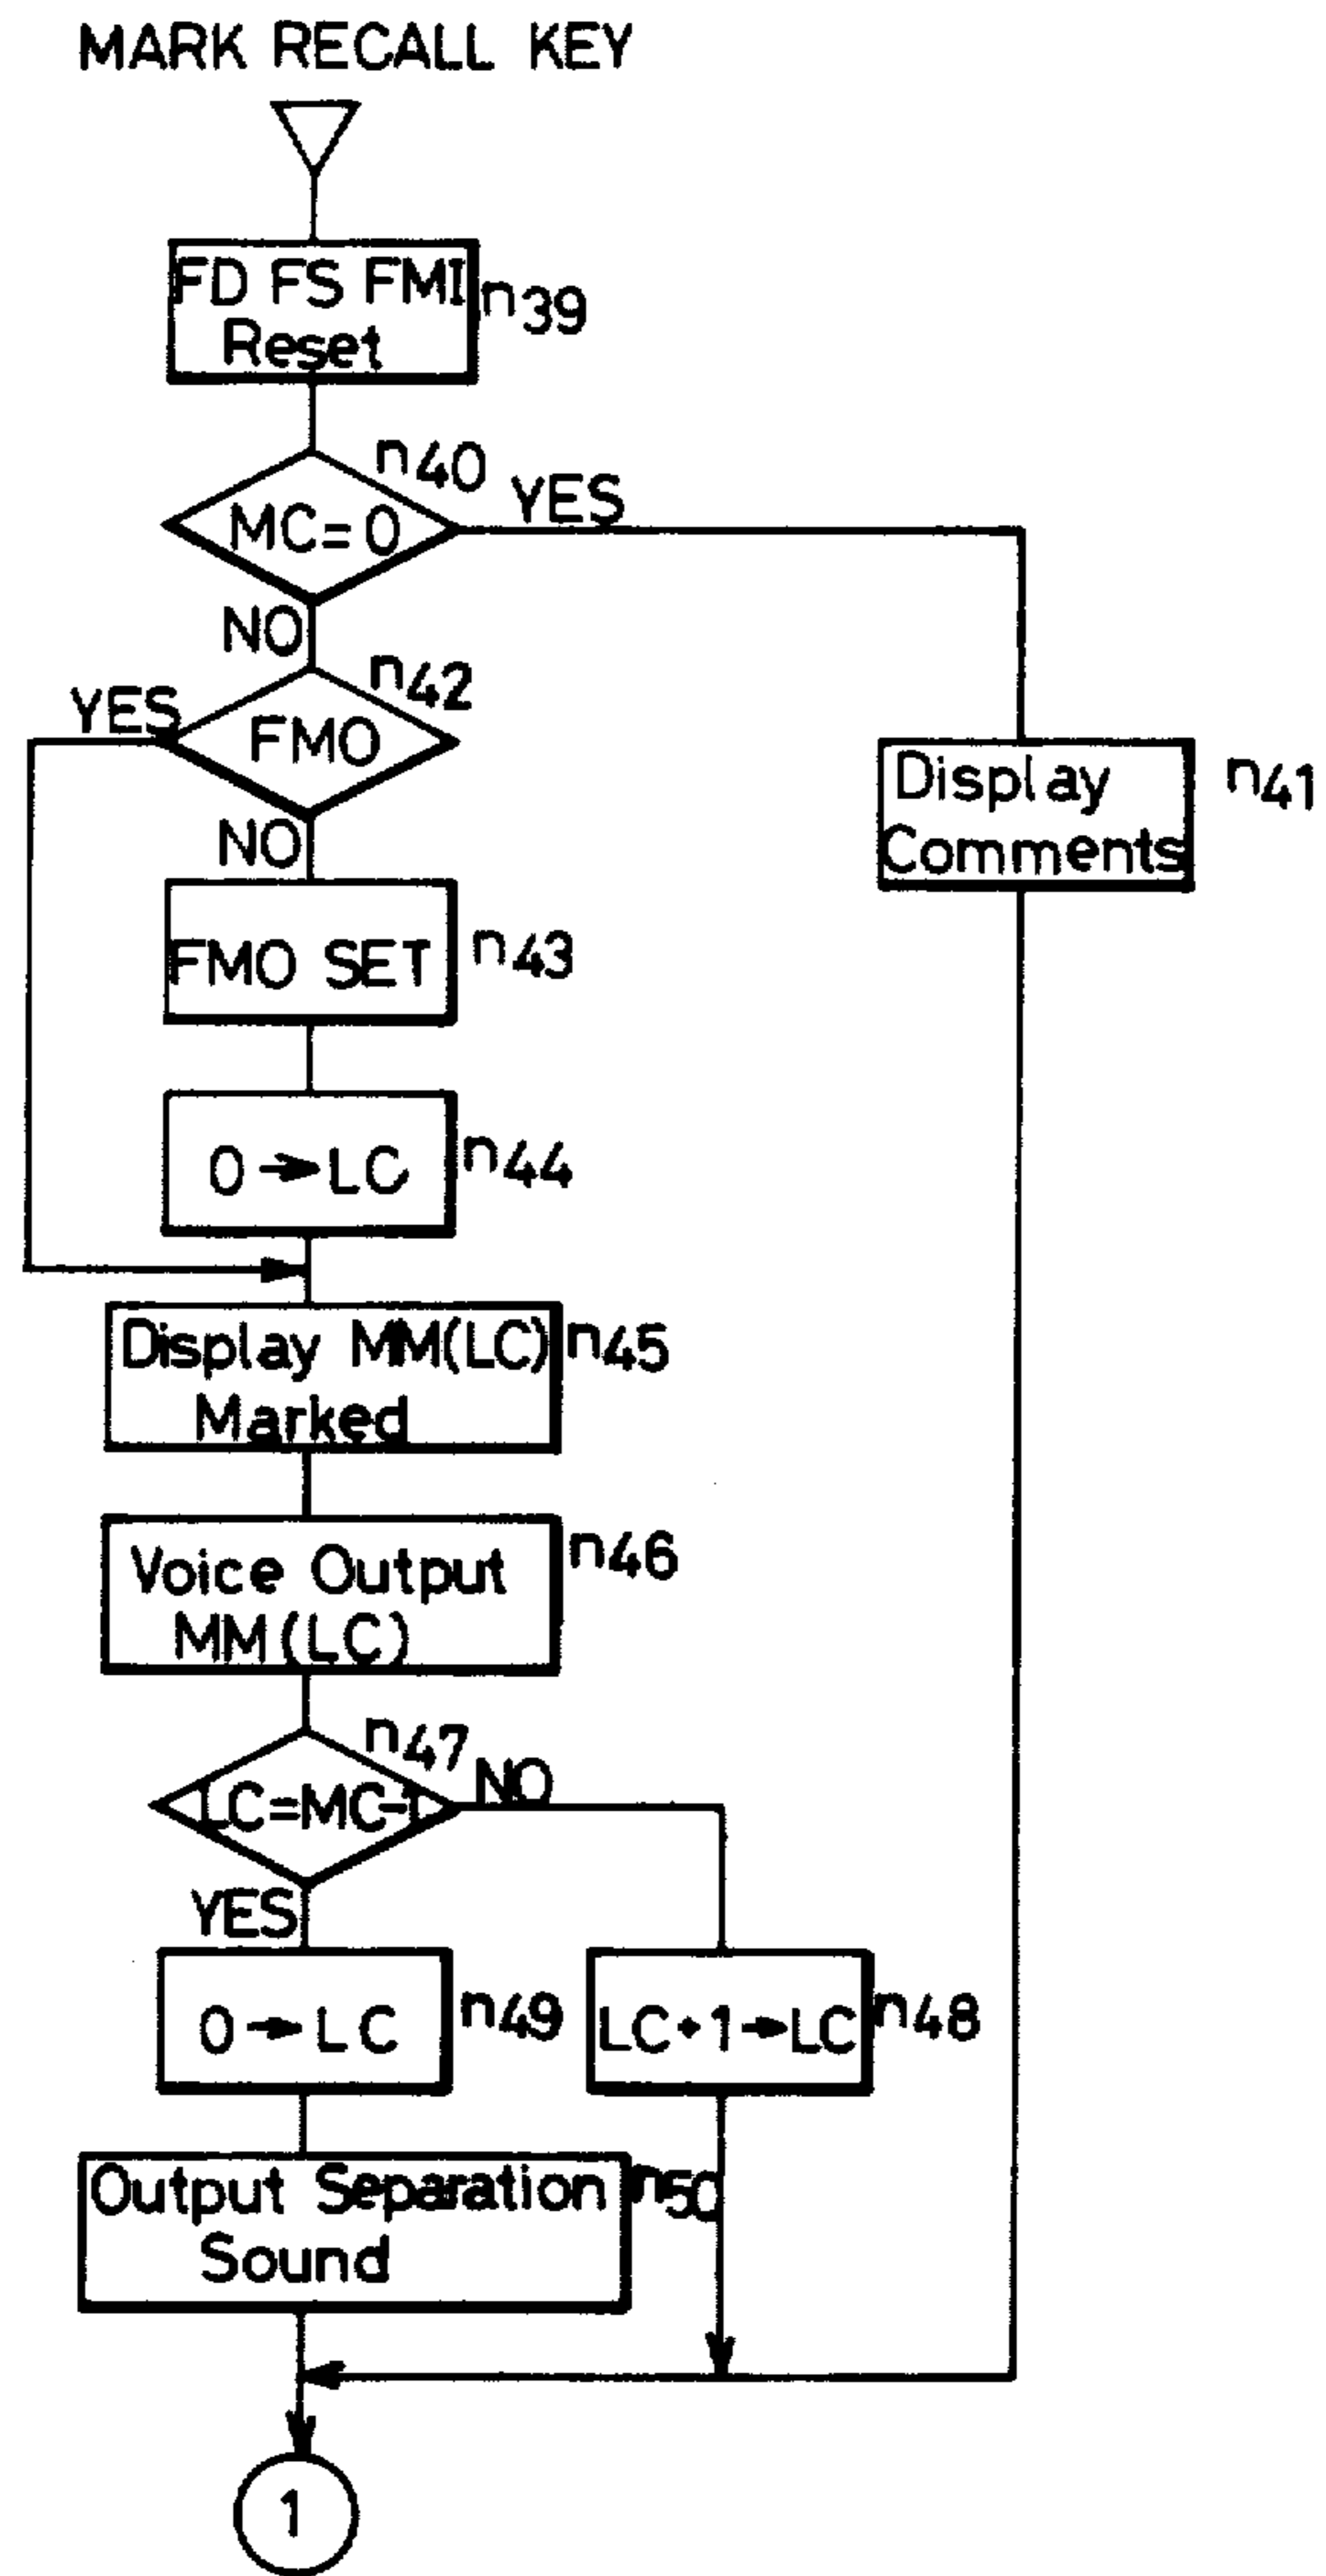 MARK RECALL KEY
FD FS FMI
Reset
n39
n40
MC=0
YES
NO
n42
YES
FMO
NO
Display
Comments
n41
FMO SET
n43
0→LC
n44
Display MM(LC)
Marked
n45
Voice Output
MM(LC)
n46
n47
LC=MC-1
NO
YES
0→LC
n49
LC+1→LC
n48
Output Separation
Sound
n50
1